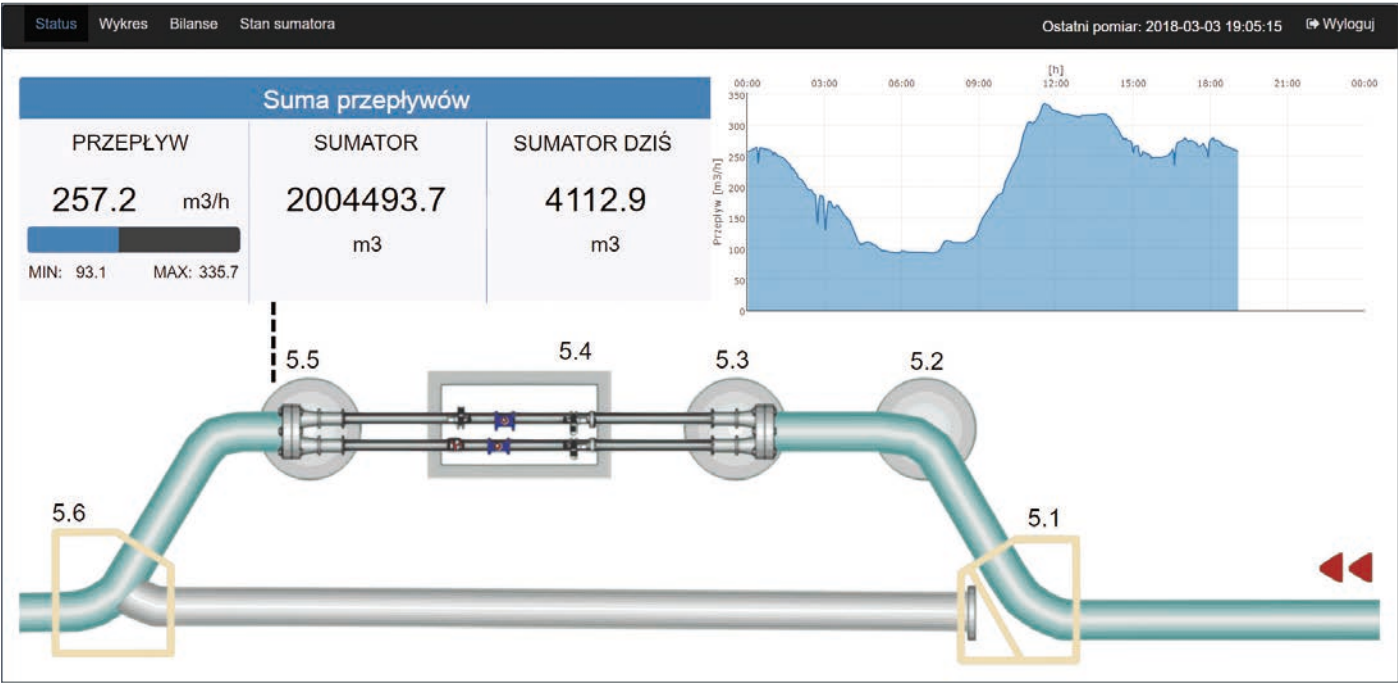 Status Wykres Bilanse Stan sumatora Ostatni pomiar: 2018-03-03 19:05:15 Wyloguj
Suma przepływów
PRZEPŁYW
257.2 m3/h
MIN: 93.1 MAX: 335.7
SUMATOR
2004493.7
m3
SUMATOR DZIŚ
4112.9
m3
[h]
00:00 03:00 06:00 09:00 12:00 15:00 18:00 21:00 00:00
Przepływ [m3/h]
350
300
250
200
150
100
50
0
5.5 5.4 5.3 5.2
5.6 5.1